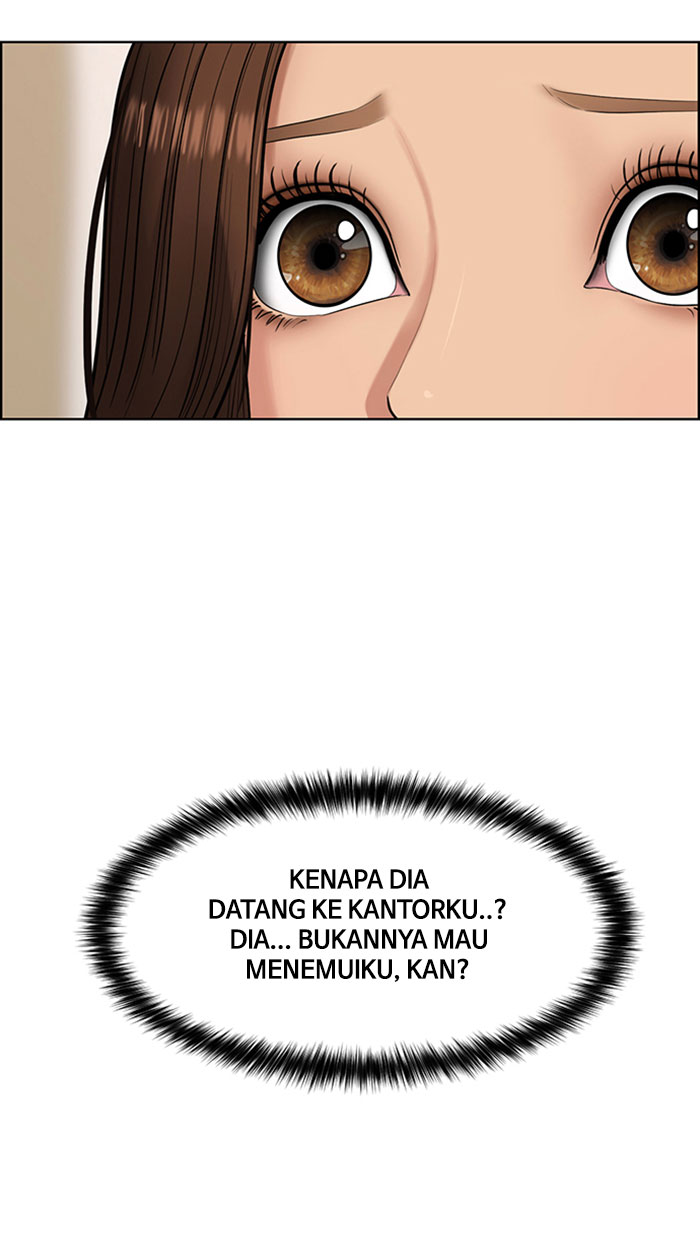 KENAPA DIA
DATANG KE KANTORKU..?
DIA... BUKANNYA MAU
MENEMUIKU, KAN?